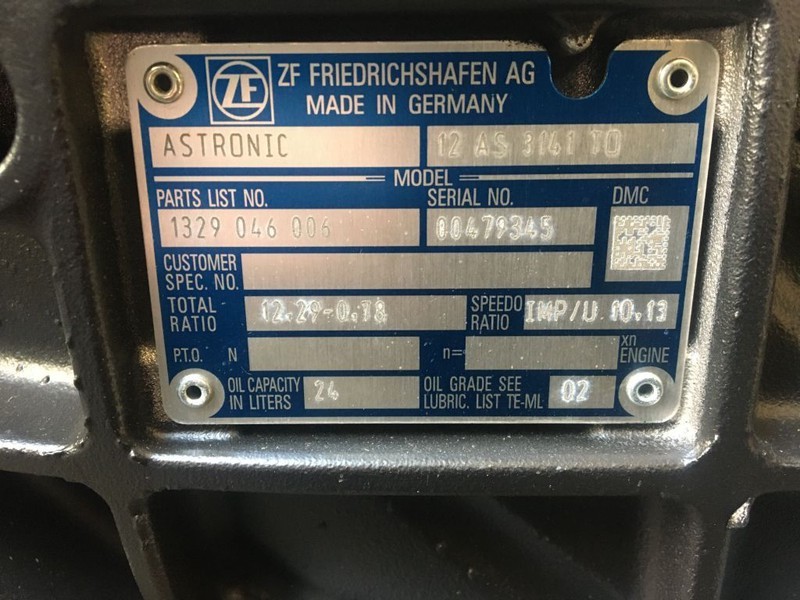 ZF
ZF FRIEDRICHSHAFEN AG
MADE IN GERMANY
ASTRONIC 12 AS 3141 TO
MODEL
PARTS LIST NO. SERIAL NO. DMC
1329 046 006 00479345
CUSTOMER
SPEC. NO.
TOTAL
RATIO 12.29-0.78 SPEEDO
RATIO IMP/U 10.13
P.T.O. N n= xn
ENGINE
OIL CAPACITY
IN LITERS 24 OIL GRADE SEE
LUBRIC. LIST TE-ML 02